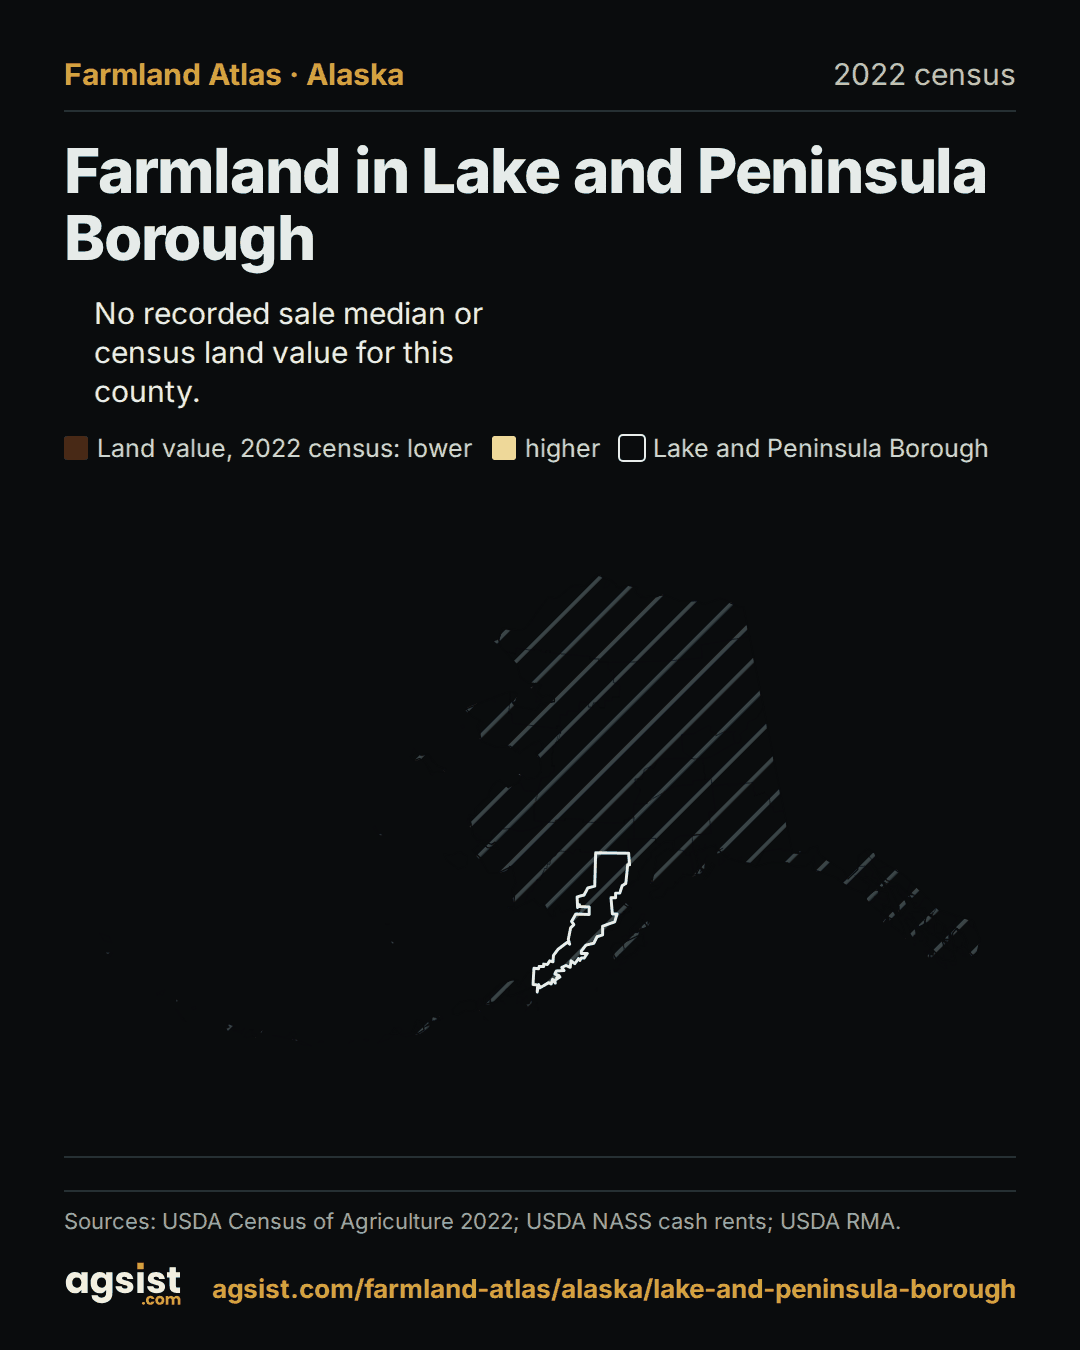 Farmland Atlas · Alaska
2022 census
Farmland in Lake and Peninsula
Borough
No recorded sale median or
census land value for this
county.
Land value, 2022 census: lower
higher
Lake and Peninsula Borough
Sources: USDA Census of Agriculture 2022; USDA NASS cash rents; USDA RMA.
agsist
.com
agsist.com/farmland-atlas/alaska/lake-and-peninsula-borough